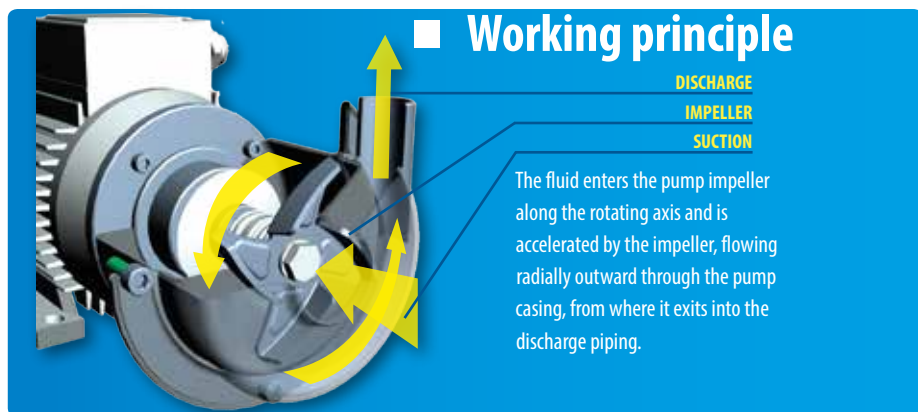 Working principle
DISCHARGE
IMPELLER
SUCTION
The fluid enters the pump impeller
along the rotating axis and is
accelerated by the impeller, flowing
radially outward through the pump
casing, from where it exits into the
discharge piping.